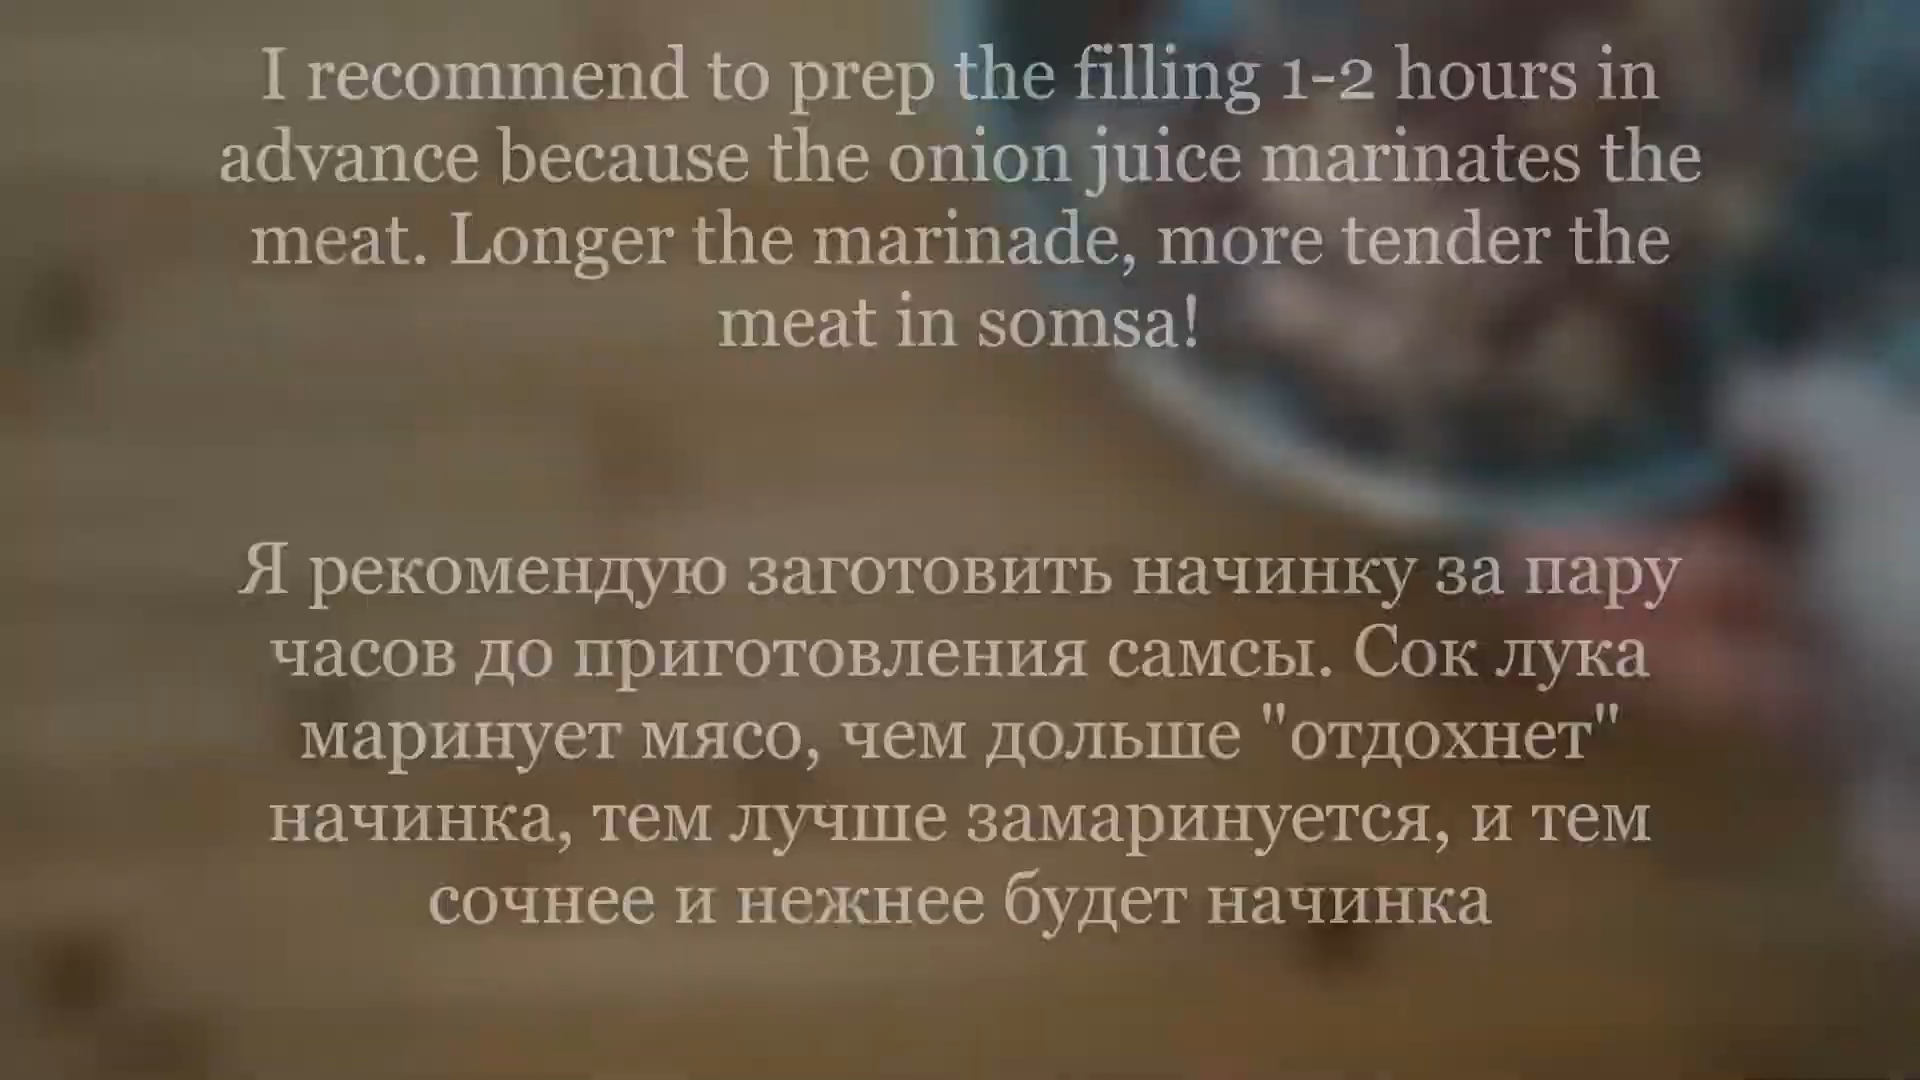 I recommend to prep the filling 1-2 hours in
advance because the onion juice marinates the
meat. Longer the marinade, more tender the
meat in somsa!
Я рекомендую заготовить начинку за пару
часов до приготовления самсы. Сок лука
маринует мясо, чем дольше "отдохнет"
начинка, тем лучше замаринуется, и тем
сочнее и нежнее будет начинка